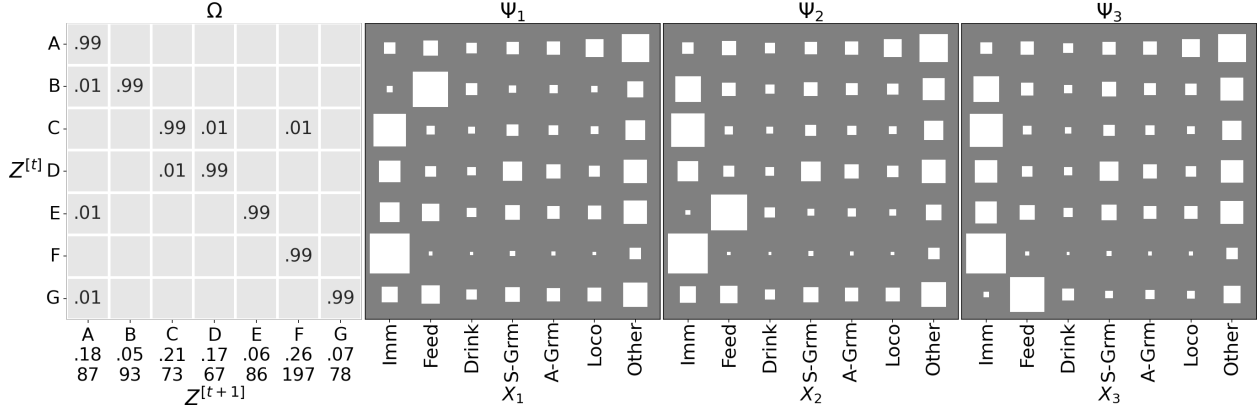 Ω Ψ₁ Ψ₂ Ψ₃
A .99
B .01 .99
C .99 .01 .01
Z[t] D .01 .99
E .01 .99
F .99
G .01 .99
A B C D E F G
.18 .05 .21 .17 .06 .26 .07
87 93 73 67 86 197 78
Z[t+1]
Imm Feed Drink S-Grm A-Grm Loco Other
X₁
Imm Feed Drink S-Grm A-Grm Loco Other
X₂
Imm Feed Drink S-Grm A-Grm Loco Other
X₃